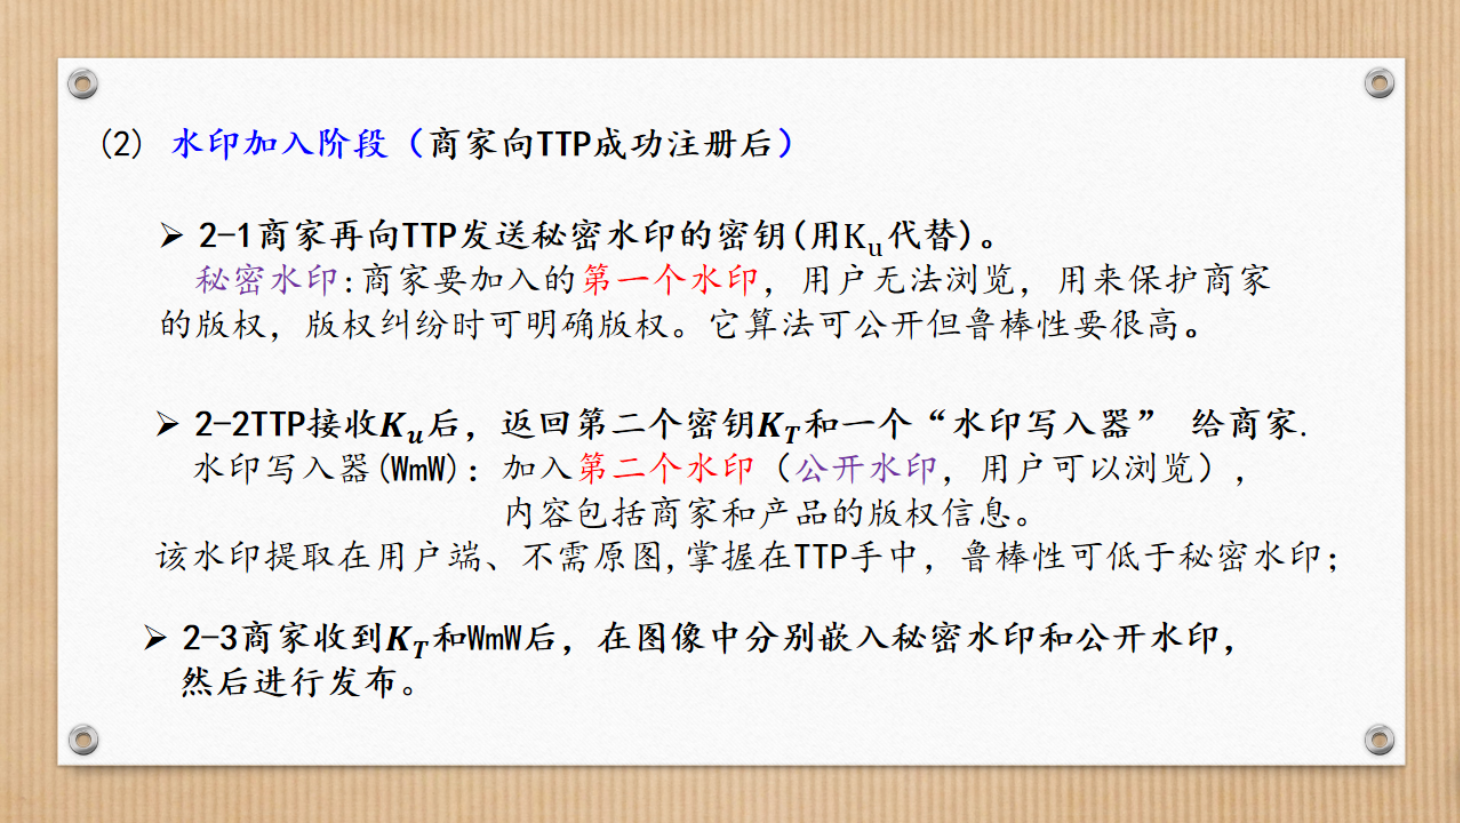 (2) 水印加入阶段（商家向TTP成功注册后）
➢ 2-1商家再向TTP发送秘密水印的密钥(用Ku代替)。
秘密水印:商家要加入的第一个水印，用户无法浏览，用来保护商家
的版权，版权纠纷时可明确版权。它算法可公开但鲁棒性要很高。
➢ 2-2TTP接收Ku后，返回第二个密钥KT和一个“水印写入器” 给商家.
水印写入器(WmW)：加入第二个水印（公开水印，用户可以浏览），
内容包括商家和产品的版权信息。
该水印提取在用户端、不需原图,掌握在TTP手中，鲁棒性可低于秘密水印；
➢ 2-3商家收到KT和WmW后，在图像中分别嵌入秘密水印和公开水印，
然后进行发布。